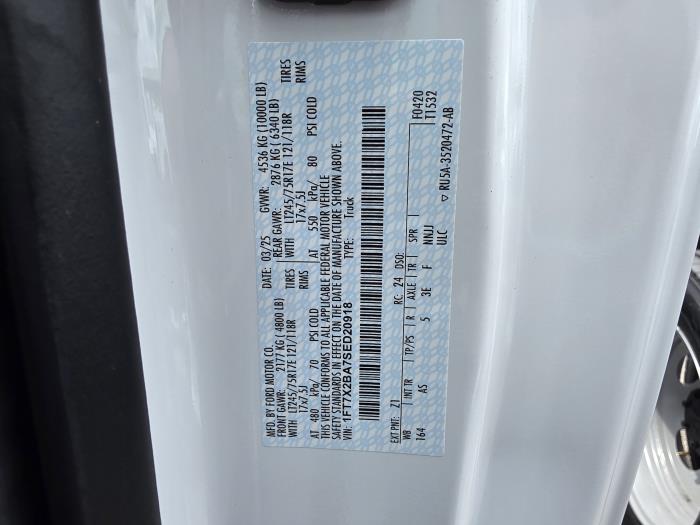 MFD. BY FORD MOTOR CO.
DATE: 03/25 GVWR: 4536 KG (10000 LB)
FRONT GAWR: 2177 KG ( 4800 LB) REAR GAWR: 2876 KG ( 6340 LB)
WITH LT245/75R17E 121/118R TIRES WITH LT245/75R17E 121/118R TIRES
17x7.5J RIMS 17x7.5J RIMS
AT 480 kPa/ 70 PSI COLD AT 550 kPa/ 80 PSI COLD
THIS VEHICLE CONFORMS TO ALL APPLICABLE FEDERAL MOTOR VEHICLE
SAFETY STANDARDS IN EFFECT ON THE DATE OF MANUFACTURE SHOWN ABOVE.
VIN: 1FT7X2BA7SED20918 TYPE: Truck
EXT PNT: Z1 RC: 24 DSO: F0420
T1532
WB INT TR TP/PS R AXLE TR SPR
164 AS 5 3E F NNJJ
ULC
▽ RU5A-3520472-AB